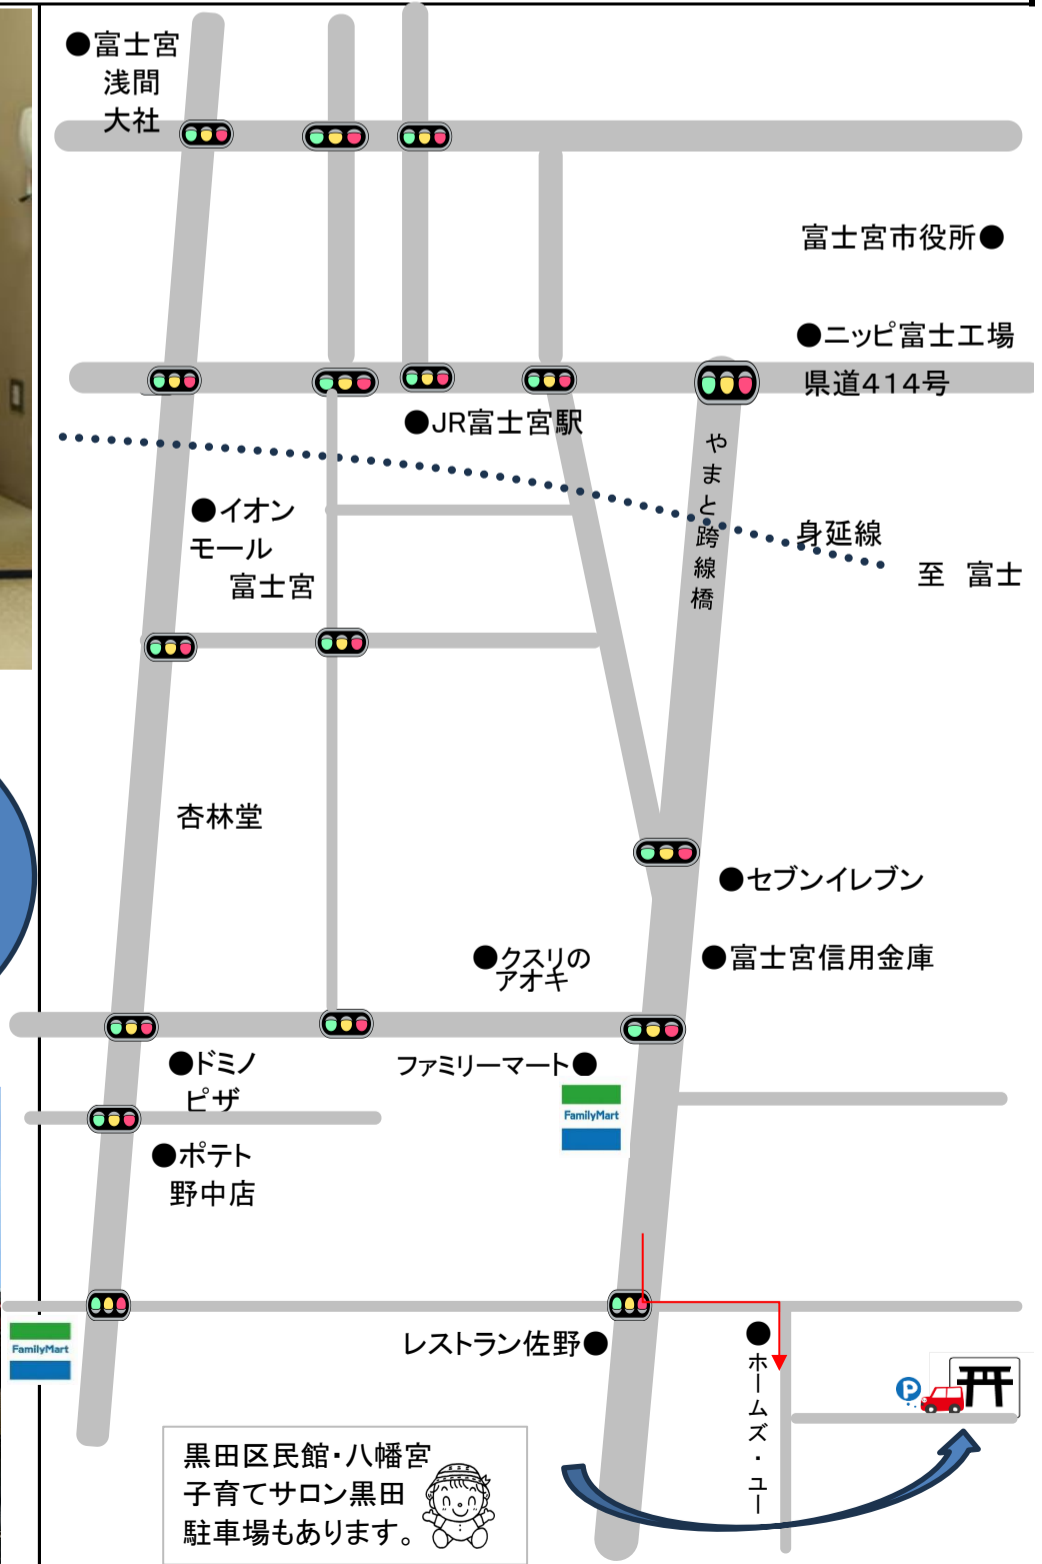 ●富士宮
浅間
大社
富士宮市役所●
●ニッピ富士工場
県道414号
●JR富士宮駅
やまと跨線橋
●イオン
モール
富士宮
身延線
至 富士
杏林堂
●セブンイレブン
●クスリの
アオキ
●富士宮信用金庫
●ドミノ
ピザ
ファミリーマート●
FamilyMart
●ポテト
野中店
FamilyMart
レストラン佐野●
●ホームズ・ユー
P
黒田区民館・八幡宮
子育てサロン黒田
駐車場もあります。